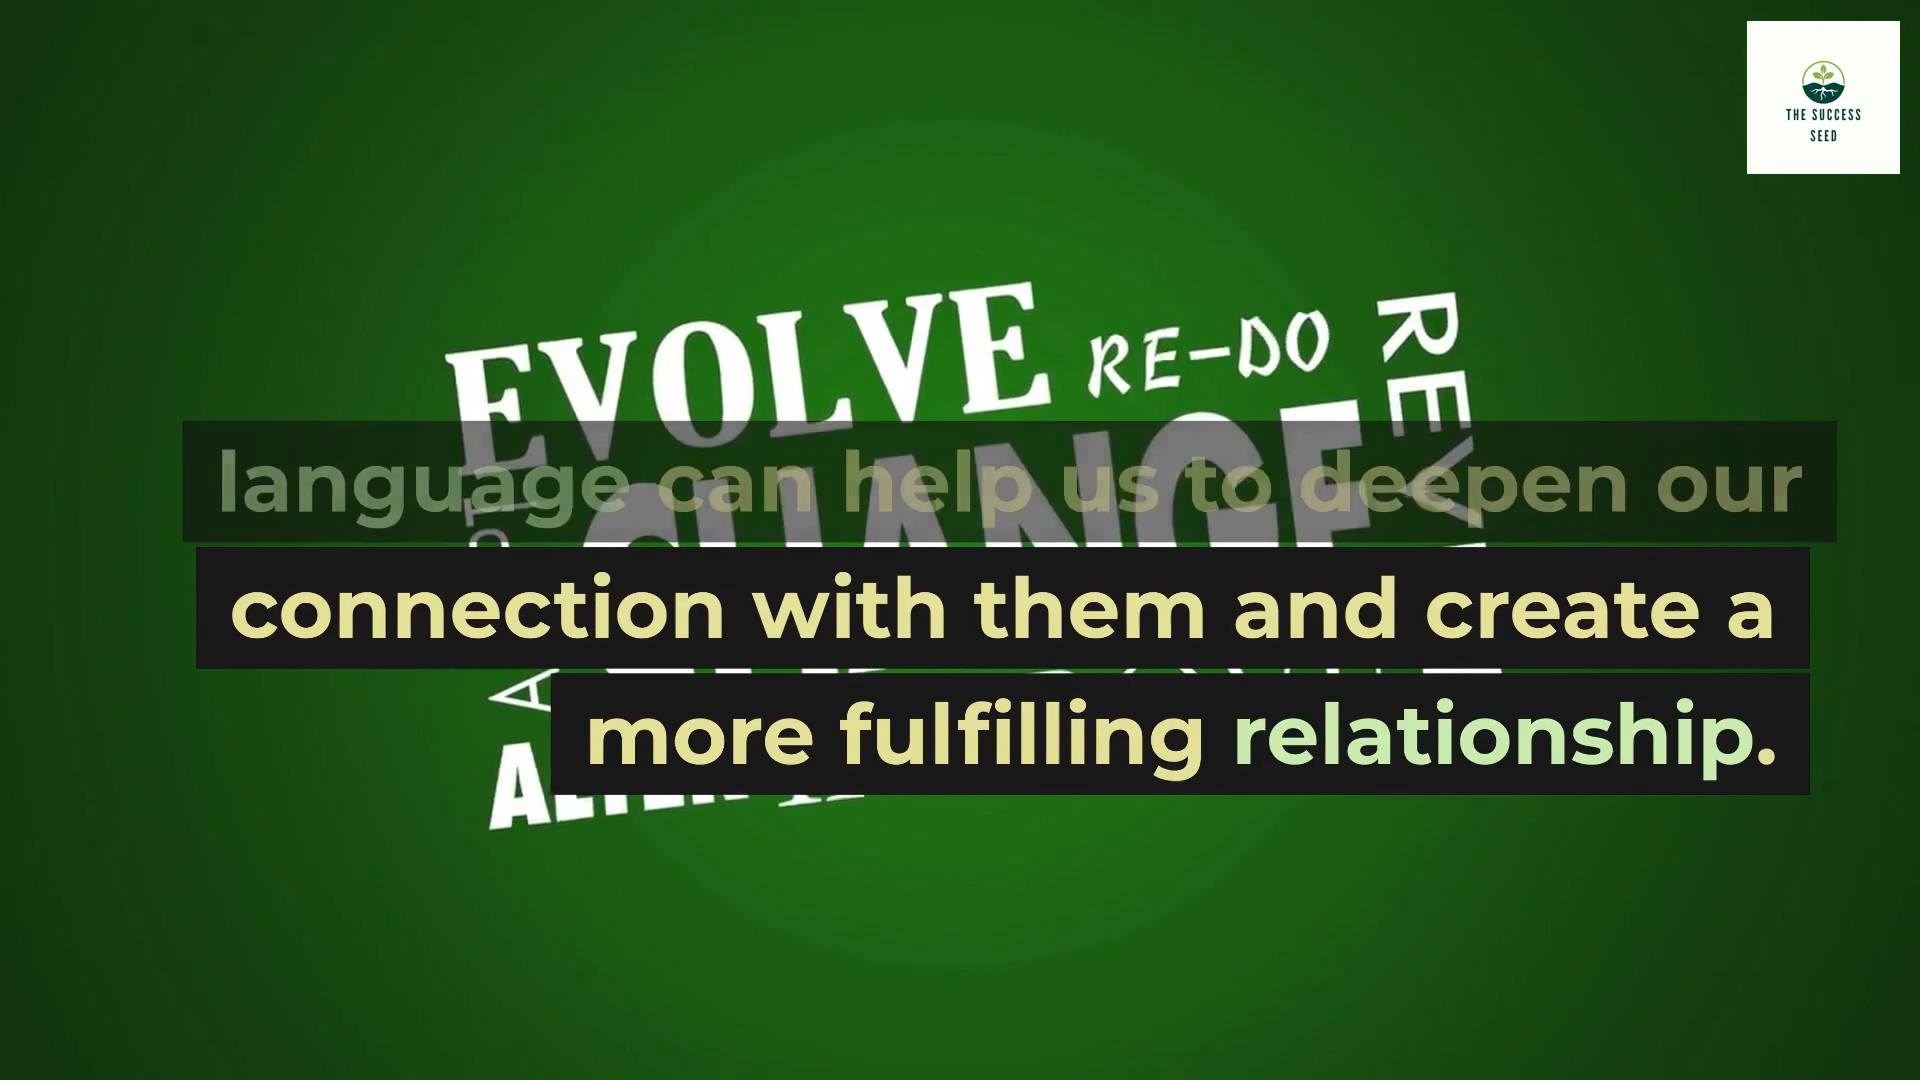 THE SUCCESS
SEED
EVOLVE RE-DO
CHANGE
language can help us to deepen our
connection with them and create a
more fulfilling relationship.